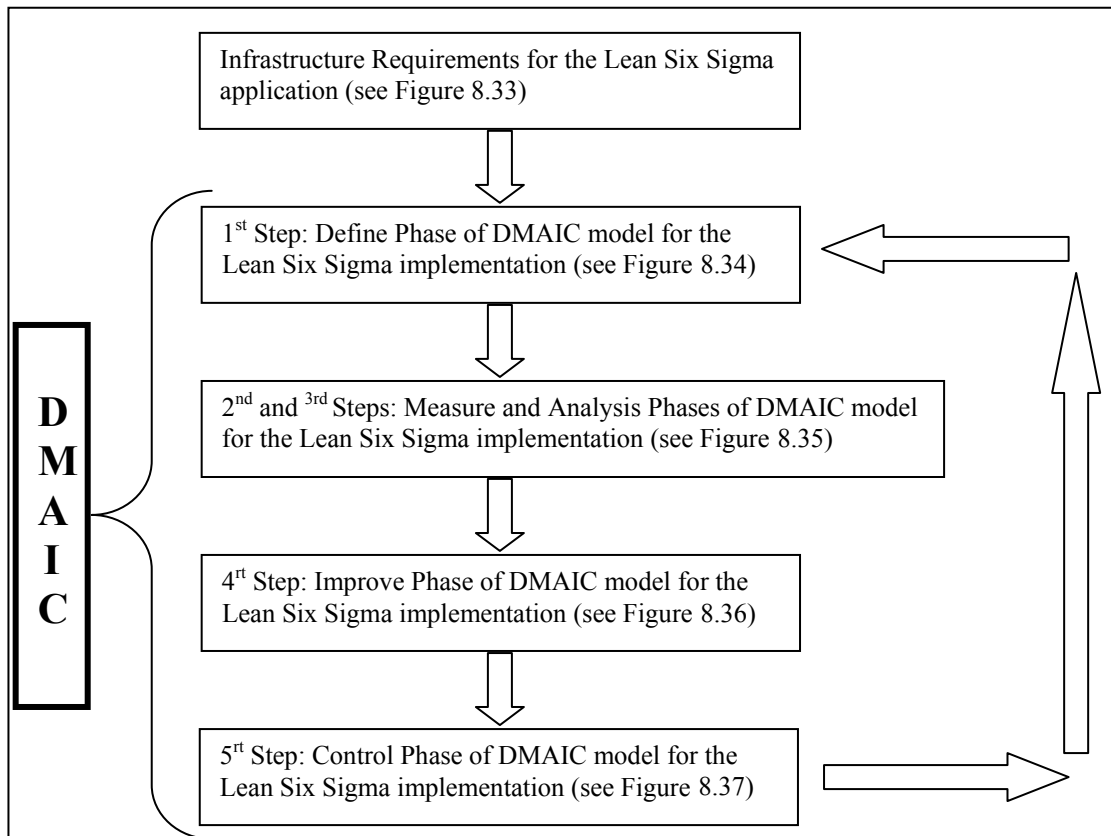 Infrastructure Requirements for the Lean Six Sigma
application (see Figure 8.33)
1st Step: Define Phase of DMAIC model for the
Lean Six Sigma implementation (see Figure 8.34)
D
M
A
I
C
2nd and 3rd Steps: Measure and Analysis Phases of DMAIC model
for the Lean Six Sigma implementation (see Figure 8.35)
4rt Step: Improve Phase of DMAIC model for the
Lean Six Sigma implementation (see Figure 8.36)
5rt Step: Control Phase of DMAIC model for the
Lean Six Sigma implementation (see Figure 8.37)